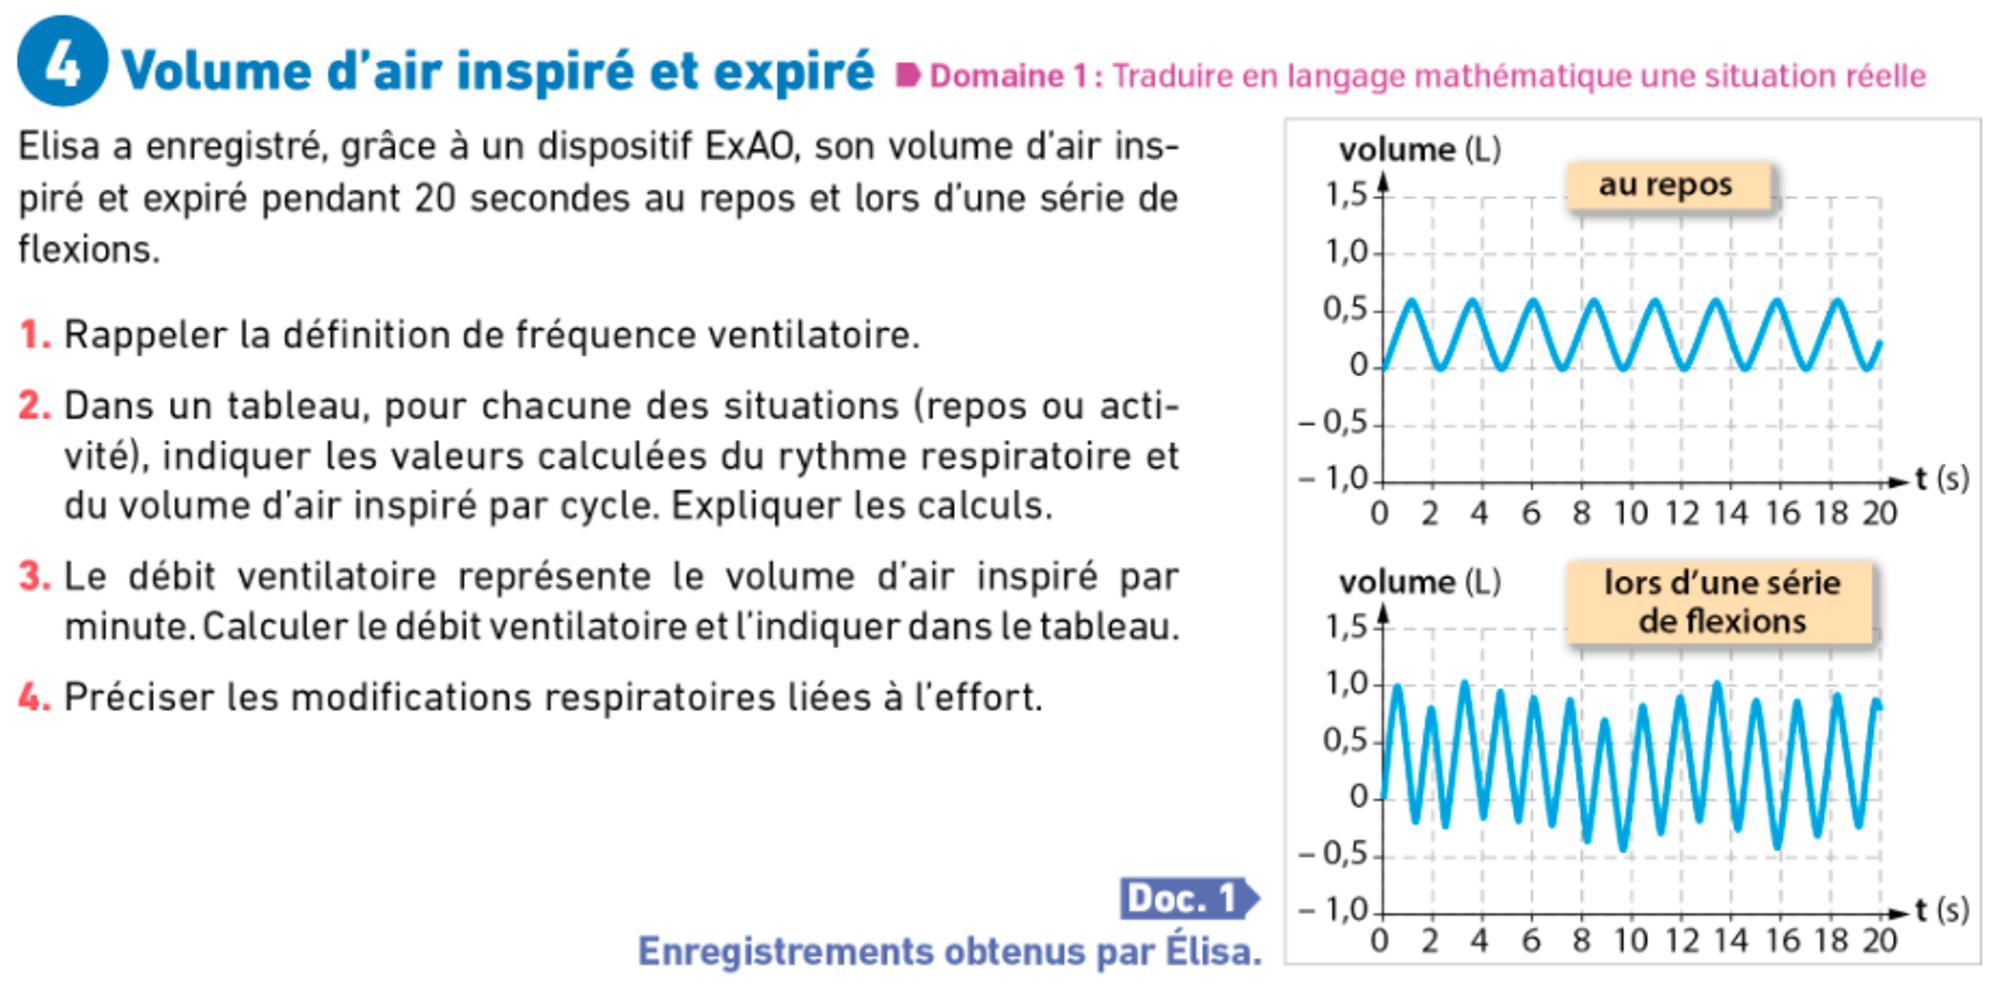 4 Volume d'air inspiré et expiré Domaine 1 : Traduire en langage mathématique une situation réelle
Elisa a enregistré, grâce à un dispositif ExAO, son volume d'air ins-
piré et expiré pendant 20 secondes au repos et lors d'une série de
flexions.
1. Rappeler la définition de fréquence ventilatoire.
2. Dans un tableau, pour chacune des situations (repos ou acti-
vité), indiquer les valeurs calculées du rythme respiratoire et
du volume d'air inspiré par cycle. Expliquer les calculs.
3. Le débit ventilatoire représente le volume d'air inspiré par
minute. Calculer le débit ventilatoire et l'indiquer dans le tableau.
4. Préciser les modifications respiratoires liées à l'effort.
Doc. 1
Enregistrements obtenus par Élisa.
volume (L)
au repos
1,5
1,0
0,5
0
– 0,5
– 1,0
t (s)
0 2 4 6 8 10 12 14 16 18 20
volume (L)
lors d'une série
de flexions
1,5
1,0
0,5
0
– 0,5
– 1,0
t (s)
0 2 4 6 8 10 12 14 16 18 20